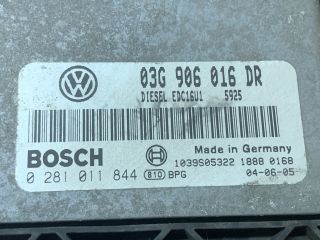 03G 906 016 DR
DIESEL EDC16U1 5925
BOSCH
Made in Germany
1039S05322 1888 0168
0 281 011 844 810 BPG 04-06-05